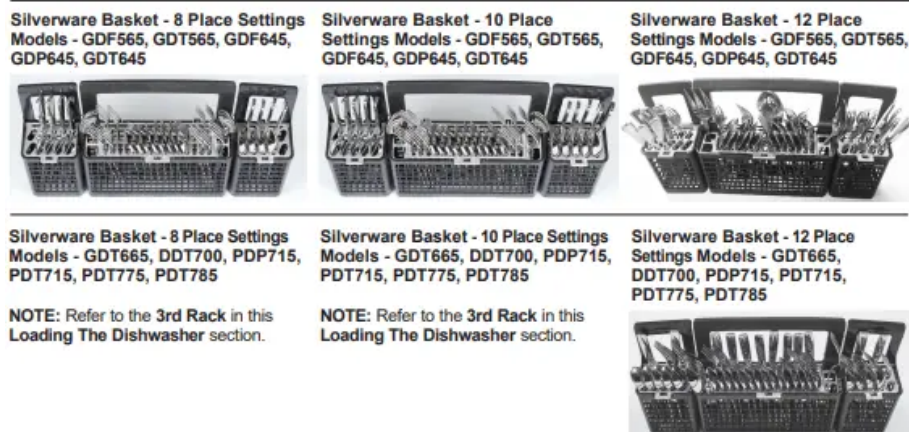 Silverware Basket - 8 Place Settings
Models - GDF565, GDT565, GDF645,
GDP645, GDT645
Silverware Basket - 10 Place
Settings Models - GDF565, GDT565,
GDF645, GDP645, GDT645
Silverware Basket - 12 Place
Settings Models - GDF565, GDT565,
GDF645, GDP645, GDT645
Silverware Basket - 8 Place Settings
Models - GDT665, DDT700, PDP715,
PDT715, PDT775, PDT785
NOTE: Refer to the 3rd Rack in this
Loading The Dishwasher section.
Silverware Basket - 10 Place Settings
Models - GDT665, DDT700, PDP715,
PDT715, PDT775, PDT785
NOTE: Refer to the 3rd Rack in this
Loading The Dishwasher section.
Silverware Basket - 12 Place
Settings Models - GDT665,
DDT700, PDP715, PDT715,
PDT775, PDT785